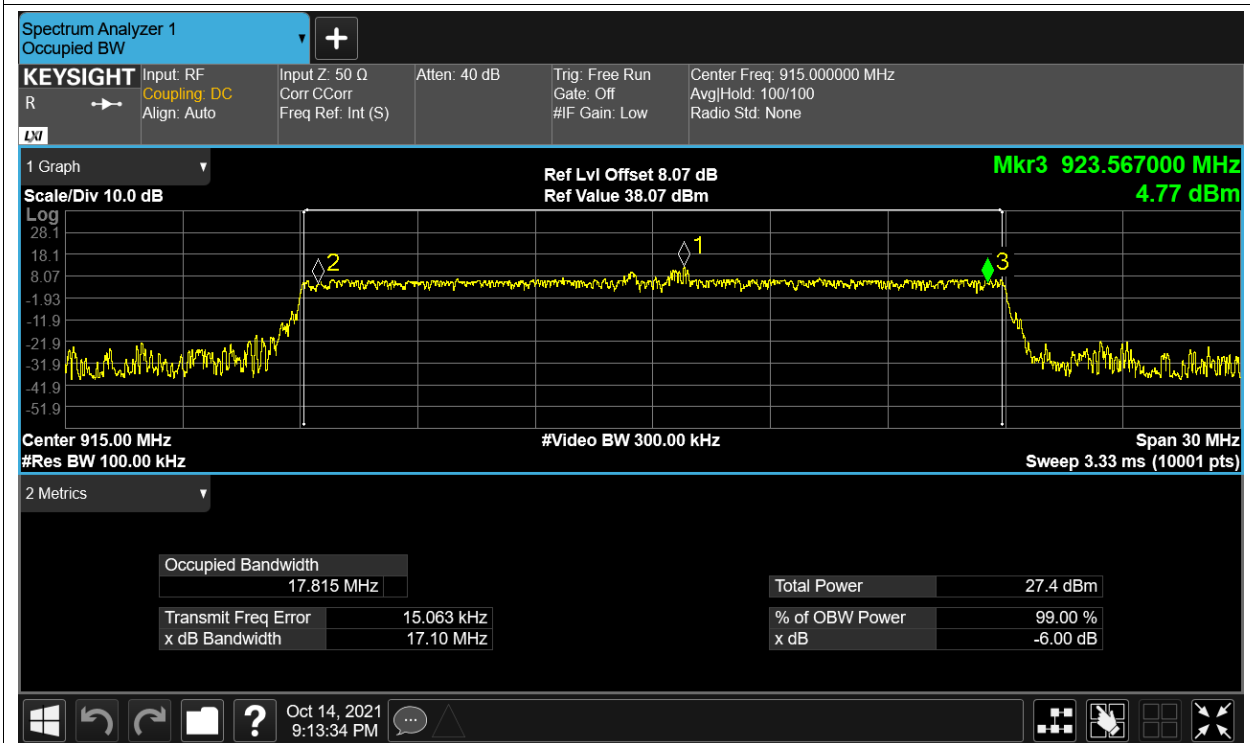 Spectrum Analyzer 1
Occupied BW
KEYSIGHT
R
LXI
Input: RF
Coupling: DC
Align: Auto
Input Z: 50 Ω
Corr CCorr
Freq Ref: Int (S)
Atten: 40 dB
Trig: Free Run
Gate: Off
#IF Gain: Low
Center Freq: 915.000000 MHz
Avg|Hold: 100/100
Radio Std: None
1 Graph
Scale/Div 10.0 dB
Ref Lvl Offset 8.07 dB
Ref Value 38.07 dBm
Mkr3 923.567000 MHz
4.77 dBm
Log
28.1
18.1
8.07
-1.93
-11.9
-21.9
-31.9
-41.9
-51.9
2
1
3
Center 915.00 MHz
#Res BW 100.00 kHz
#Video BW 300.00 kHz
Span 30 MHz
Sweep 3.33 ms (10001 pts)
2 Metrics
Occupied Bandwidth
17.815 MHz
Transmit Freq Error 15.063 kHz
x dB Bandwidth 17.10 MHz
Total Power 27.4 dBm
% of OBW Power 99.00 %
x dB -6.00 dB
?
Oct 14, 2021
9:13:34 PM